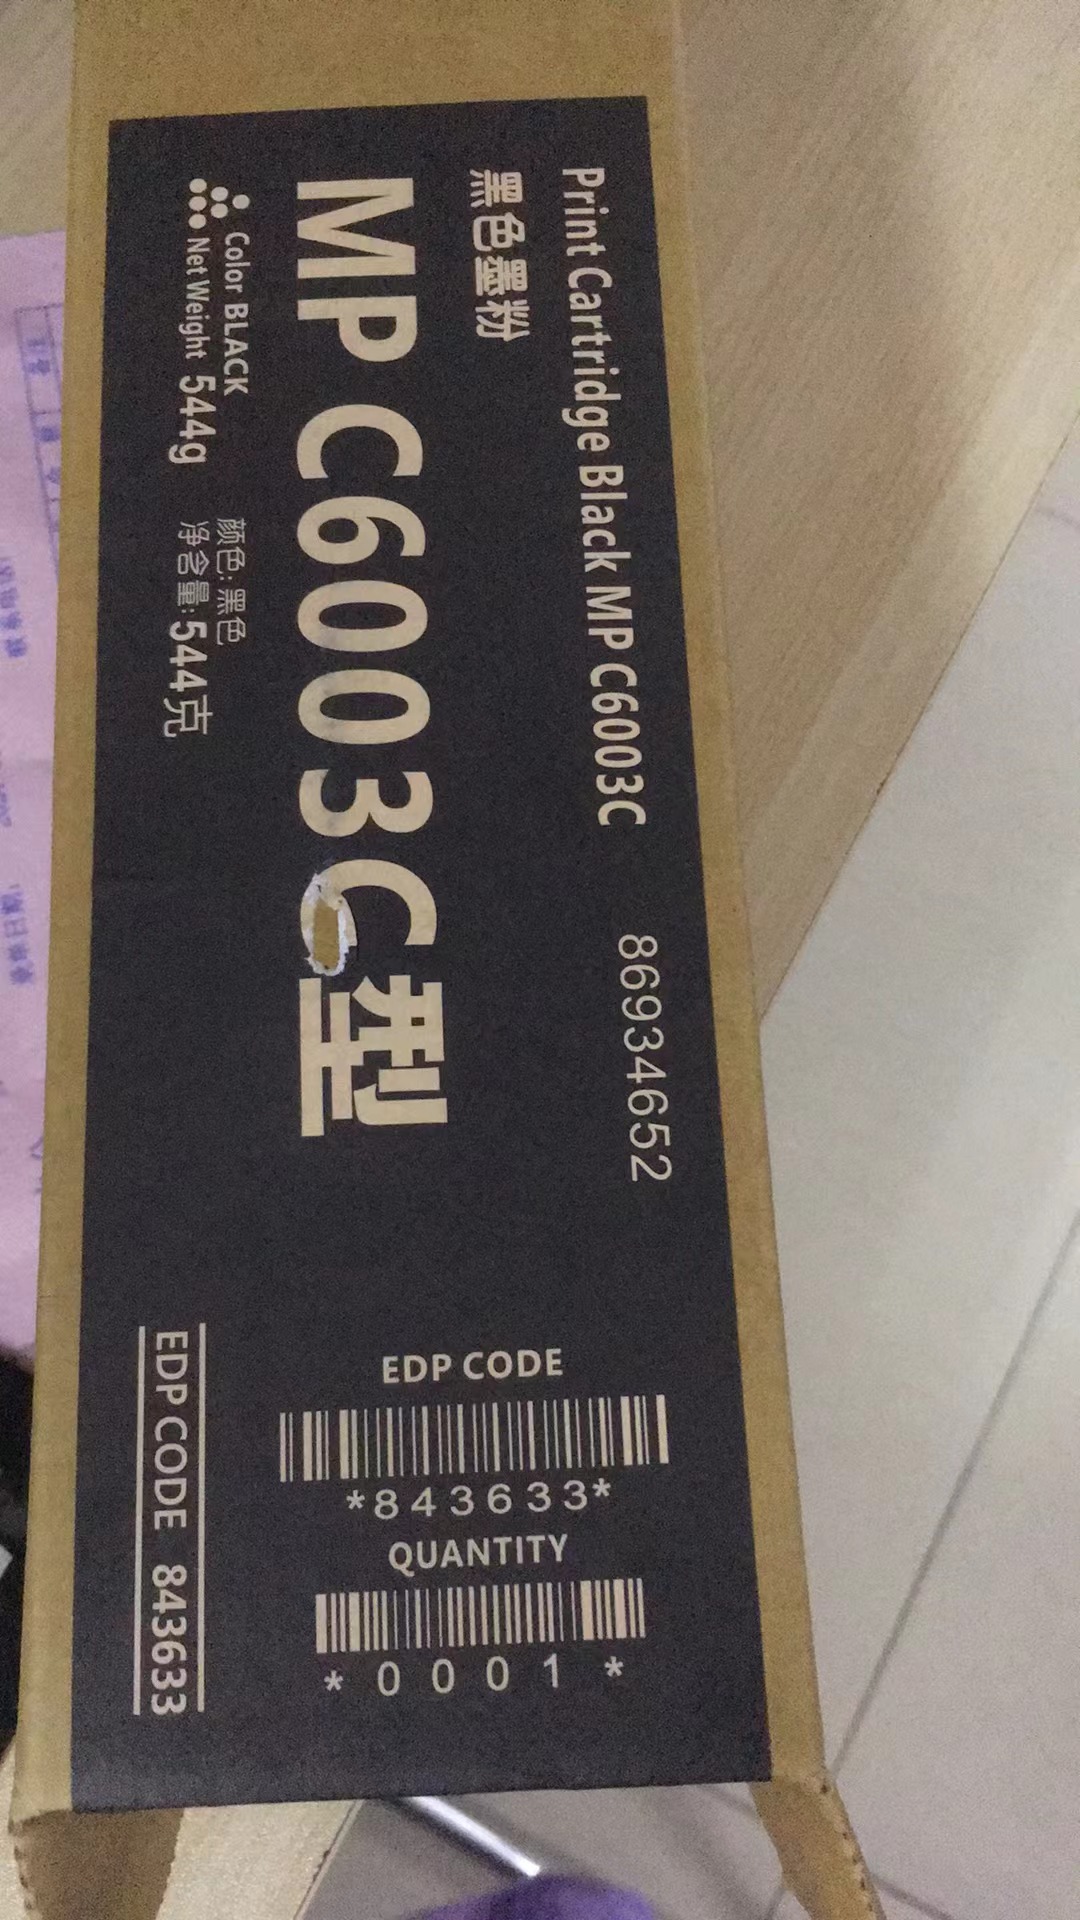 Print Cartridge Black MP C6003C
86934652
黑色墨粉
MP C6003C型
Color BLACK
Net Weight 544g
颜色:黑色
净含量:544克
EDP CODE
*843633*
QUANTITY
*0001*
EDP CODE 843633